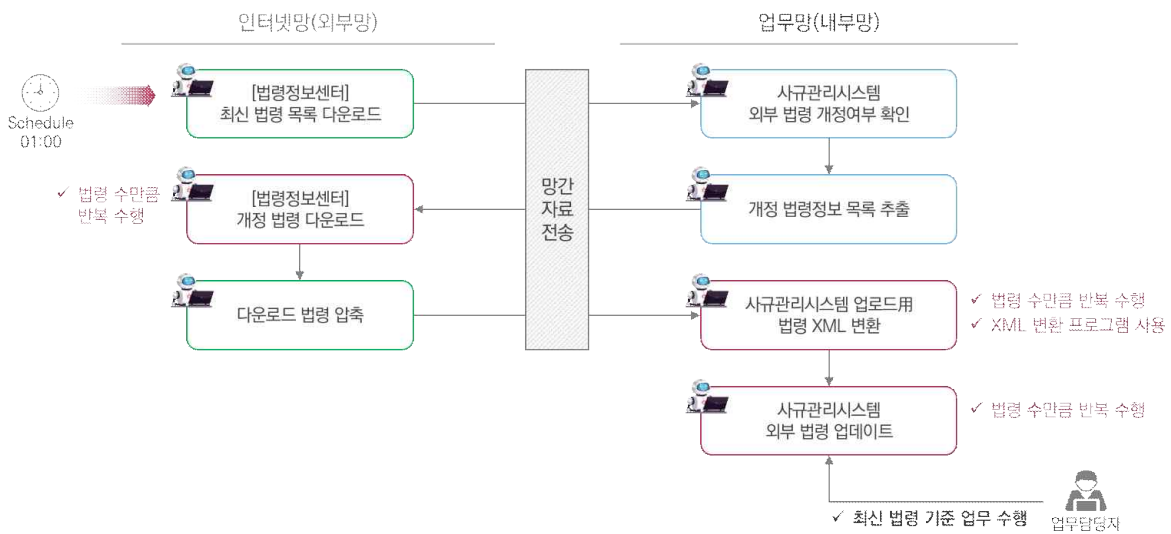 인터넷망(외부망)
업무망(내부망)
Schedule
01:00
[법령정보센터]
최신 법령 목록 다운로드
사규관리시스템
외부 법령 개정여부 확인
✓ 법령 수만큼
반복 수행
[법령정보센터]
개정 법령 다운로드
망간
자료
전송
개정 법령정보 목록 추출
다운로드 법령 압축
사규관리시스템 업로드用
법령 XML 변환
✓ 법령 수만큼 반복 수행
✓ XML 변환 프로그램 사용
사규관리시스템
외부 법령 업데이트
✓ 법령 수만큼 반복 수행
✓ 최신 법령 기준 업무 수행
업무담당자